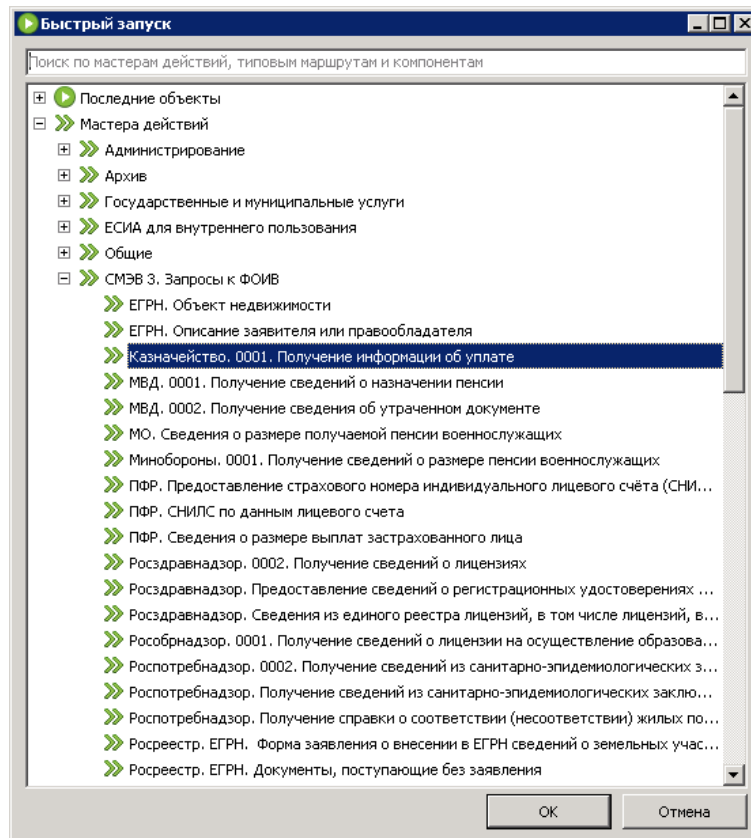 Быстрый запуск
Поиск по мастерам действий, типовым маршрутам и компонентам
Последние объекты
Мастера действий
Администрирование
Архив
Государственные и муниципальные услуги
ЕСИА для внутреннего пользования
Общие
СМЭВ 3. Запросы к ФОИВ
ЕГРН. Объект недвижимости
ЕГРН. Описание заявителя или правообладателя
Казначейство. 0001. Получение информации об уплате
МВД. 0001. Получение сведений о назначении пенсии
МВД. 0002. Получение сведения об утраченном документе
МО. Сведения о размере получаемой пенсии военнослужащих
Минобороны. 0001. Получение сведений о размере пенсии военнослужащих
ПФР. Предоставление страхового номера индивидуального лицевого счёта (СНИ...
ПФР. СНИЛС по данным лицевого счета
ПФР. Сведения о размере выплат застрахованного лица
Росздравнадзор. 0002. Получение сведений о лицензиях
Росздравнадзор. Предоставление сведений о регистрационных удостоверениях ...
Росздравнадзор. Сведения из единого реестра лицензий, в том числе лицензий, в...
Рособрнадзор. 0001. Получение сведений о лицензии на осуществление образова...
Роспотребнадзор. 0002. Получение сведений из санитарно-эпидемиологических з...
Роспотребнадзор. Получение сведений из санитарно-эпидемиологических заклю...
Роспотребнадзор. Получение справки о соответствии (несоответствии) жилых по...
Росреестр. ЕГРН.  Форма заявления о внесении в ЕГРН сведений о земельных учас...
Росреестр. ЕГРН. Документы, поступающие без заявления
ОК
Отмена